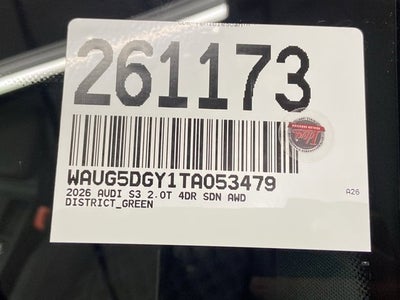 261173
WAUG5DGY1TA053479
2026 AUDI S3 2.0T 4DR SDN AWD
DISTRICT_GREEN
A26